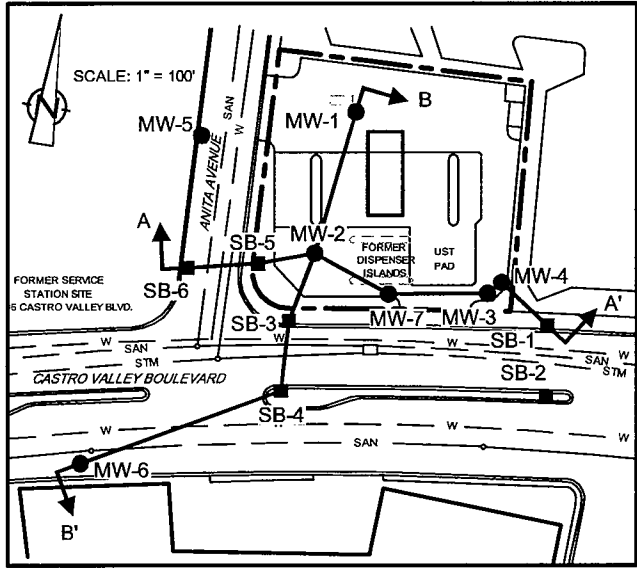 SCALE: 1" = 100'
N
MW-5
SAN
W
ANITA AVENUE
MW-1
B
A
SB-5
MW-2
FORMER
DISPENSER
ISLANDS
UST
PAD
MW-4
SB-6
FORMER SERVICE
STATION SITE
5 CASTRO VALLEY BLVD.
SB-3
MW-7
MW-3
SB-1
A'
W
W
W
W
SAN
STM
SAN
STM
CASTRO VALLEY BOULEVARD
SB-2
SB-4
W
W
W
SAN
MW-6
B'